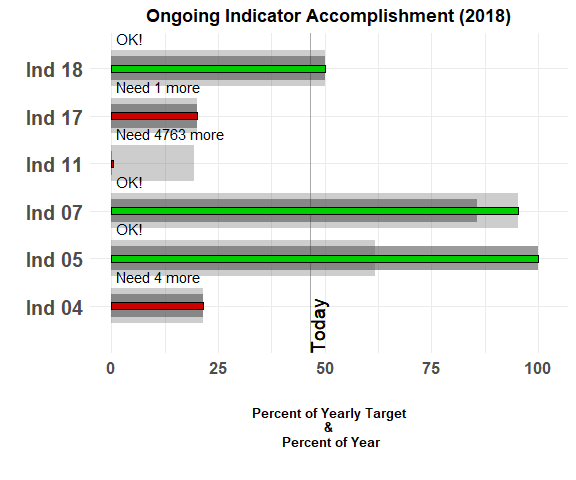 Ongoing Indicator Accomplishment (2018)
OK!
Ind 18
Need 1 more
Ind 17
Need 4763 more
Ind 11
OK!
Ind 07
OK!
Ind 05
Need 4 more
Ind 04
Today
0 25 50 75 100
Percent of Yearly Target
&
Percent of Year